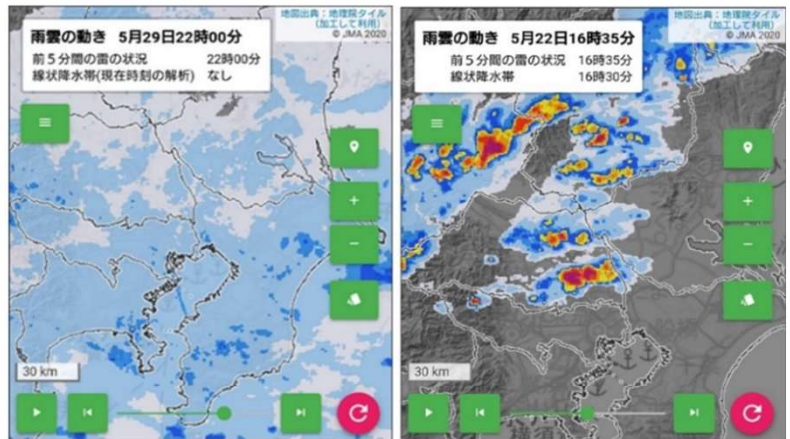 地図出典:地理院タイル
(加工して利用)
© JMA 2020
雨雲の動き 5月29日22時00分
前5分間の雷の状況 22時00分
線状降水帯(現在時刻の解析) なし
30 km
地図出典:地理院タイル
(加工して利用)
© JMA 2020
雨雲の動き 5月22日16時35分
前5分間の雷の状況 16時35分
線状降水帯 16時30分
30 km